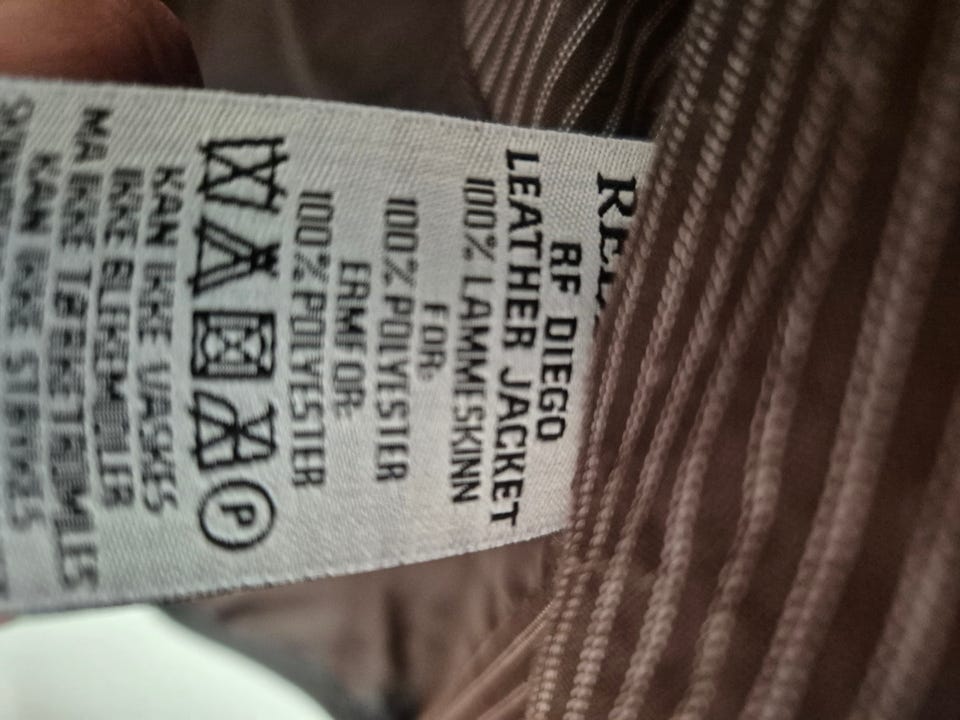 RF DIEGO
LEATHER JACKET
100% LAMMESKINN
FOR:
100% POLYESTER
ERMFOR:
100% POLYESTER
P
KAN IKKE VASKES
IKKE BLEKEMIDLER
MÅ IKKE TØRKETROMLES
KAN IKKE STRYKES